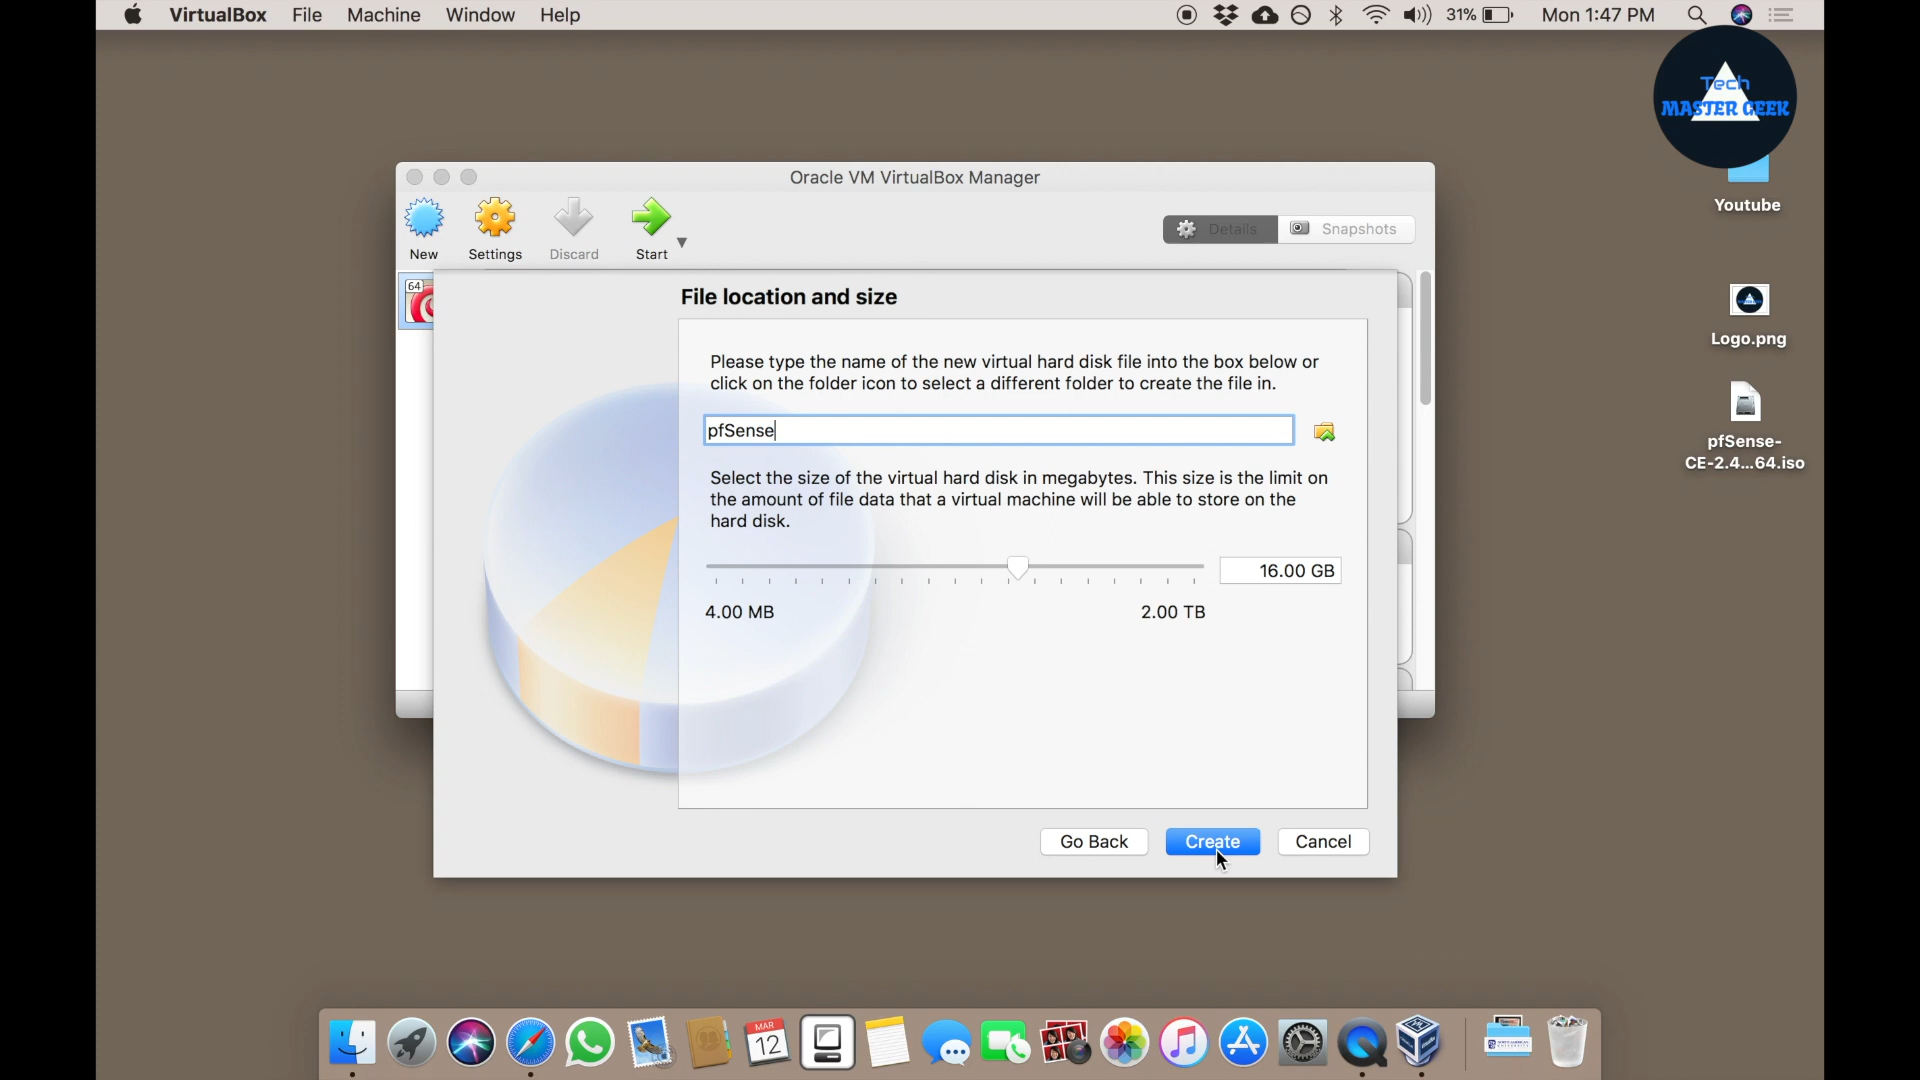 VirtualBox File Machine Window Help
31% Mon 1:47 PM
Tech
MASTER GEEK
Youtube
Oracle VM VirtualBox Manager
New Settings Discard Start
Details Snapshots
64
Logo.png
pfSense-
CE-2.4...64.iso
File location and size
Please type the name of the new virtual hard disk file into the box below or
click on the folder icon to select a different folder to create the file in.
pfSense
Select the size of the virtual hard disk in megabytes. This size is the limit on
the amount of file data that a virtual machine will be able to store on the
hard disk.
16.00 GB
4.00 MB 2.00 TB
Go Back Create Cancel
MAR
12